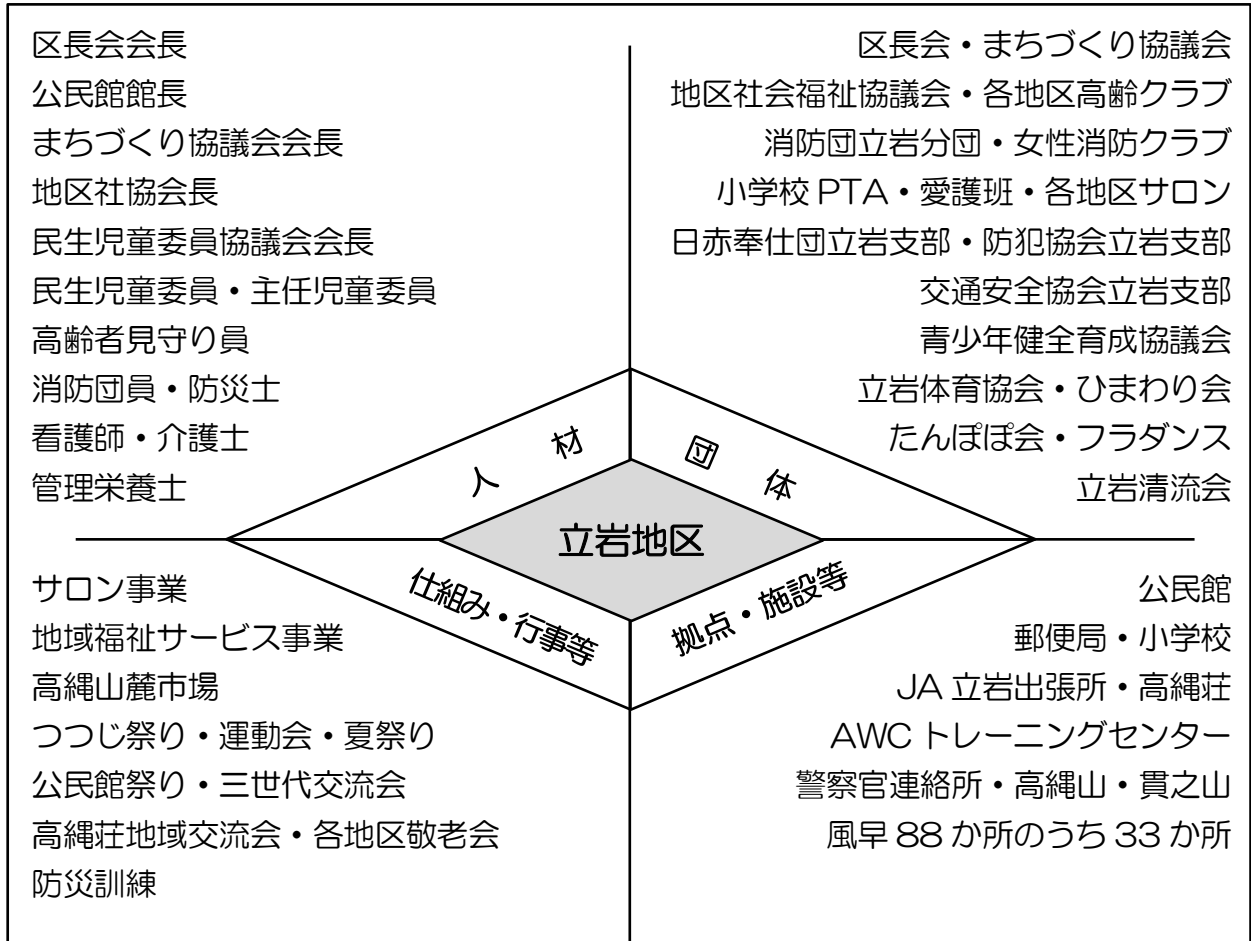 区長会会長
公民館館長
まちづくり協議会会長
地区社協会長
民生児童委員協議会会長
民生児童委員・主任児童委員
高齢者見守り員
消防団員・防災士
看護師・介護士
管理栄養士
区長会・まちづくり協議会
地区社会福祉協議会・各地区高齢クラブ
消防団立岩分団・女性消防クラブ
小学校 PTA・愛護班・各地区サロン
日赤奉仕団立岩支部・防犯協会立岩支部
交通安全協会立岩支部
青少年健全育成協議会
立岩体育協会・ひまわり会
たんぽぽ会・フラダンス
立岩清流会
人材
団体
立岩地区
仕組み・行事等
拠点・施設等
サロン事業
地域福祉サービス事業
高縄山麓市場
つつじ祭り・運動会・夏祭り
公民館祭り・三世代交流会
高縄荘地域交流会・各地区敬老会
防災訓練
公民館
郵便局・小学校
JA 立岩出張所・高縄荘
AWC トレーニングセンター
警察官連絡所・高縄山・貫之山
風早 88 か所のうち 33 か所